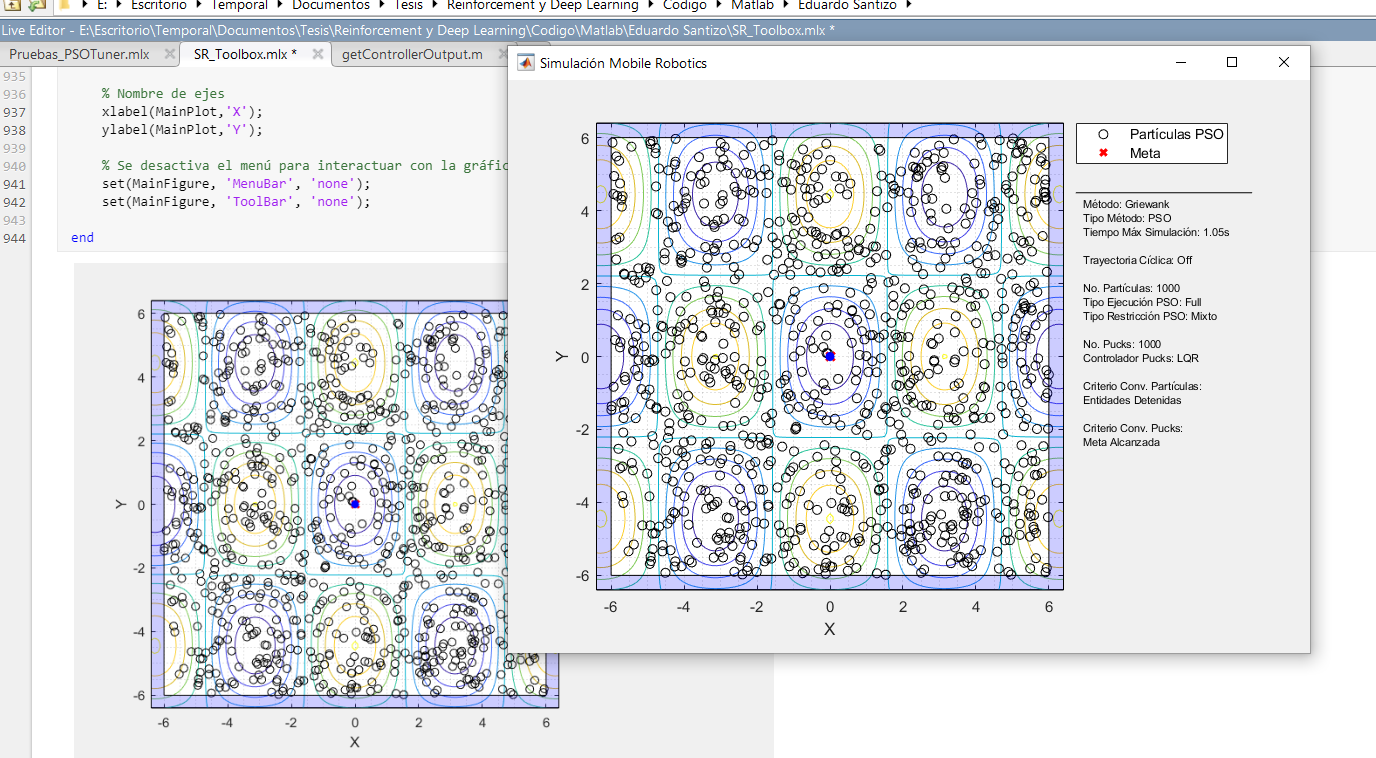 E: Escritorio Temporal Documentos Tesis Reinforcement y Deep Learning Codigo Matlab Eduardo Santizo
Live Editor - E:\Escritorio\Temporal\Documentos\Tesis\Reinforcement y Deep Learning\Codigo\Matlab\Eduardo Santizo\SR_Toolbox.mlx *
Pruebas_PSOTuner.mlx SR_Toolbox.mlx * getControllerOutput.m
935
936 % Nombre de ejes
937 xlabel(MainPlot,'X');
938 ylabel(MainPlot,'Y');
939
940 % Se desactiva el menú para interactuar con la gráfic
941 set(MainFigure, 'MenuBar', 'none');
942 set(MainFigure, 'ToolBar', 'none');
943
944 end
6
4
2
0
-2
-4
-6
Y
-6 -4 -2 0 2 4 6
X
Simulación Mobile Robotics
6
4
2
0
-2
-4
-6
Y
-6 -4 -2 0 2 4 6
X
Partículas PSO
Meta
Método: Griewank
Tipo Método: PSO
Tiempo Máx Simulación: 1.05s
Trayectoria Cíclica: Off
No. Partículas: 1000
Tipo Ejecución PSO: Full
Tipo Restricción PSO: Mixto
No. Pucks: 1000
Controlador Pucks: LQR
Criterio Conv. Partículas:
Entidades Detenidas
Criterio Conv. Pucks:
Meta Alcanzada